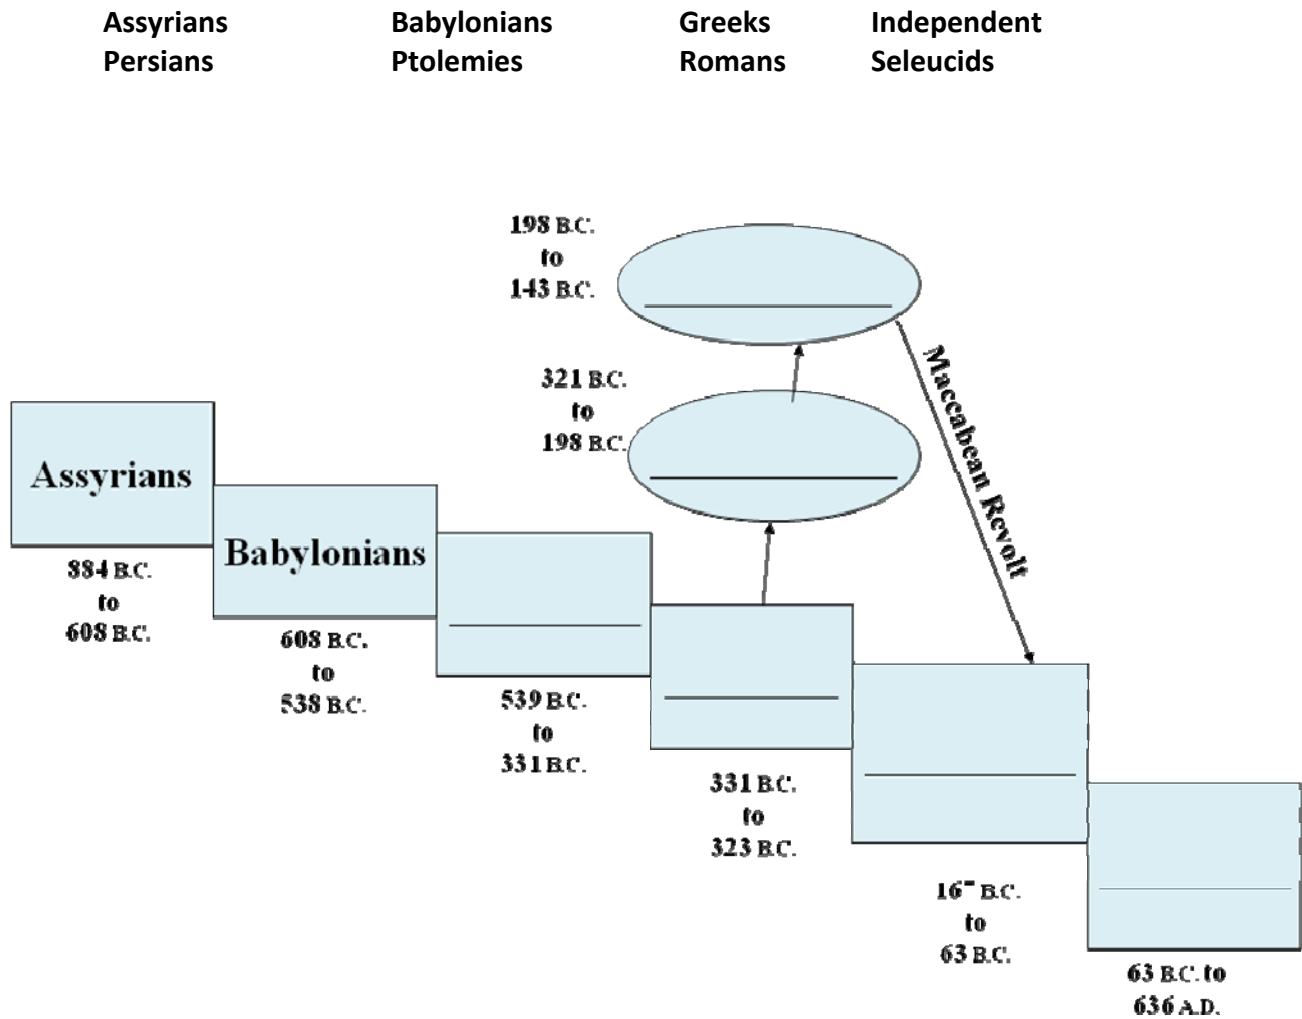 Assyrians Babylonians Greeks Independent
Persians Ptolemies Romans Seleucids
198 B.C.
to
143 B.C.
321 B.C.
to
198 B.C.
Maccabean Revolt
Assyrians
884 B.C.
to
608 B.C.
Babylonians
608 B.C.
to
538 B.C.
539 B.C.
to
331 B.C.
331 B.C.
to
323 B.C.
B.C.
to
63 B.C.
63 B.C. to
636 A.D.